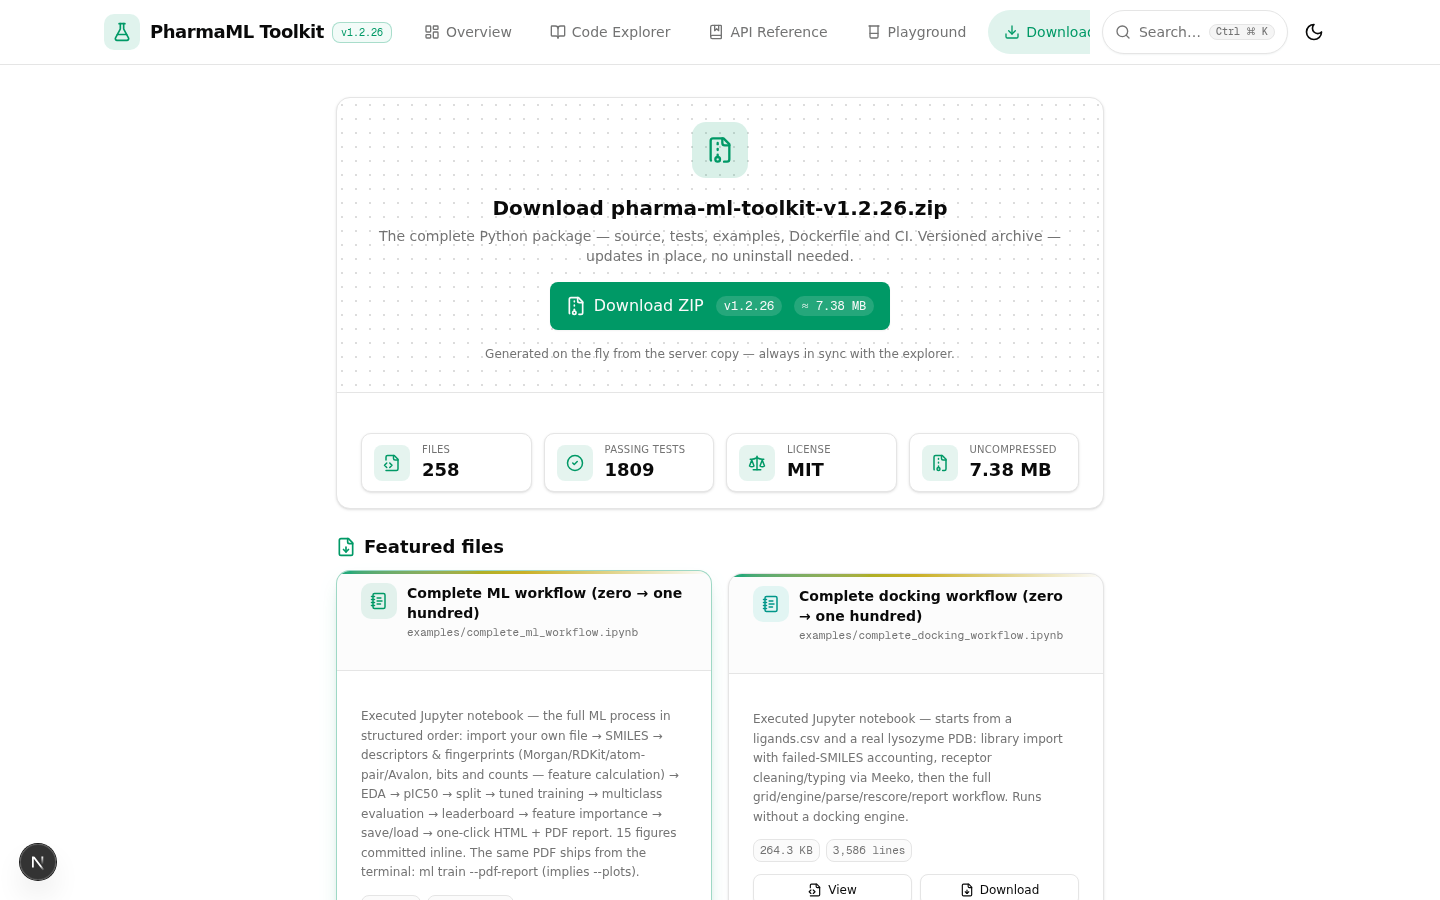 PharmaML Toolkit v1.2.26 Overview Code Explorer API Reference Playground Download Search... Ctrl ⌘ K
Download pharma-ml-toolkit-v1.2.26.zip
The complete Python package — source, tests, examples, Dockerfile and CI. Versioned archive —
updates in place, no uninstall needed.
Download ZIP v1.2.26 ≈ 7.38 MB
Generated on the fly from the server copy — always in sync with the explorer.
FILES
258
PASSING TESTS
1809
LICENSE
MIT
UNCOMPRESSED
7.38 MB
Featured files
Complete ML workflow (zero → one
hundred)
examples/complete_ml_workflow.ipynb
Executed Jupyter notebook — the full ML process in
structured order: import your own file → SMILES →
descriptors & fingerprints (Morgan/RDKit/atom-
pair/Avalon, bits and counts — feature calculation) →
EDA → pIC50 → split → tuned training → multiclass
evaluation → leaderboard → feature importance →
save/load → one-click HTML + PDF report. 15 figures
committed inline. The same PDF ships from the
terminal: ml train --pdf-report (implies --plots).
Complete docking workflow (zero
→ one hundred)
examples/complete_docking_workflow.ipynb
Executed Jupyter notebook — starts from a
ligands.csv and a real lysozyme PDB: library import
with failed-SMILES accounting, receptor
cleaning/typing via Meeko, then the full
grid/engine/parse/rescore/report workflow. Runs
without a docking engine.
264.3 KB 3,586 lines
View Download
N